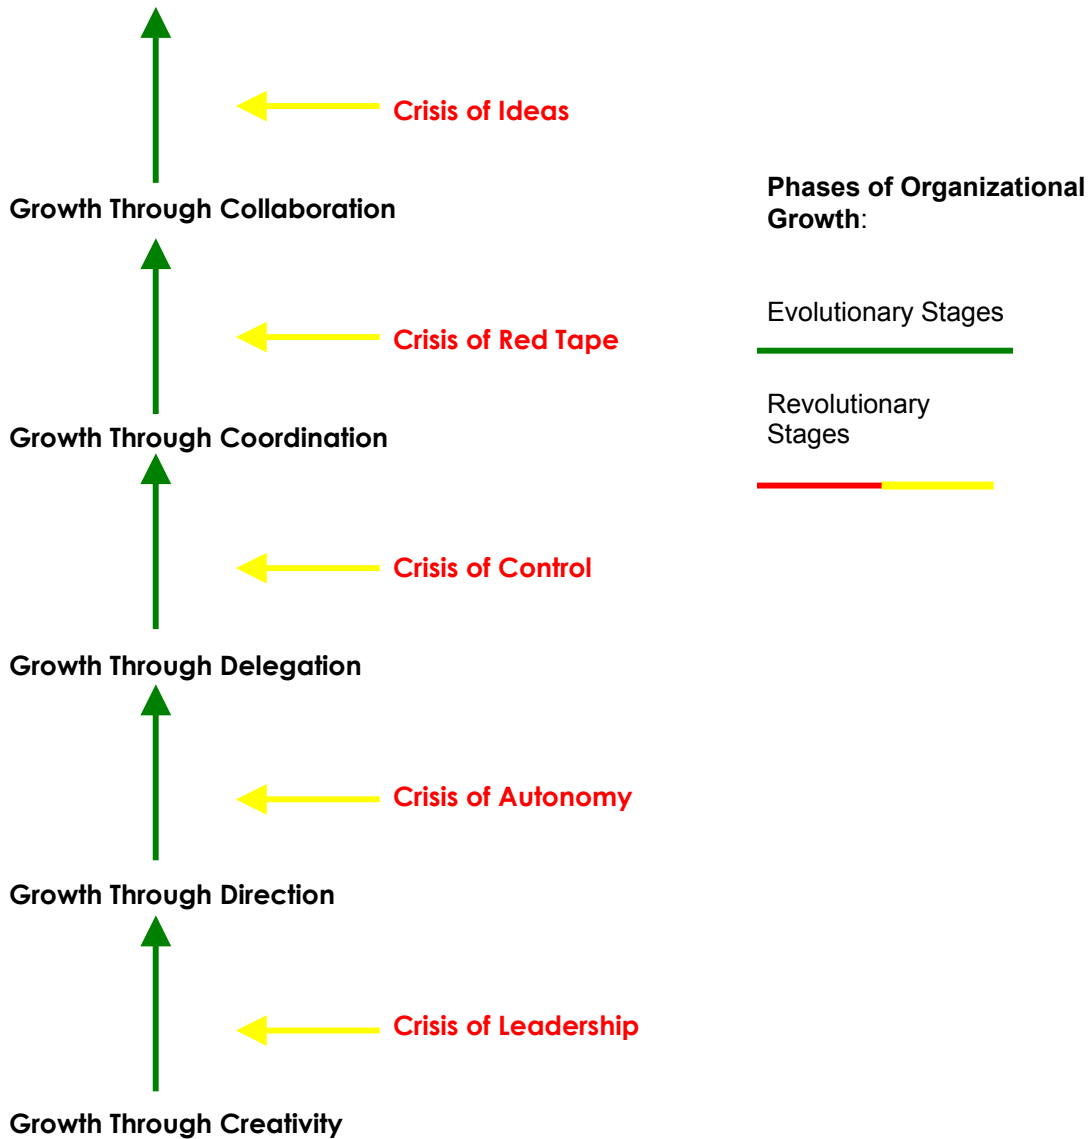 Crisis of Ideas
Growth Through Collaboration
Crisis of Red Tape
Growth Through Coordination
Crisis of Control
Growth Through Delegation
Crisis of Autonomy
Growth Through Direction
Crisis of Leadership
Growth Through Creativity
Phases of Organizational
Growth:
Evolutionary Stages
Revolutionary
Stages